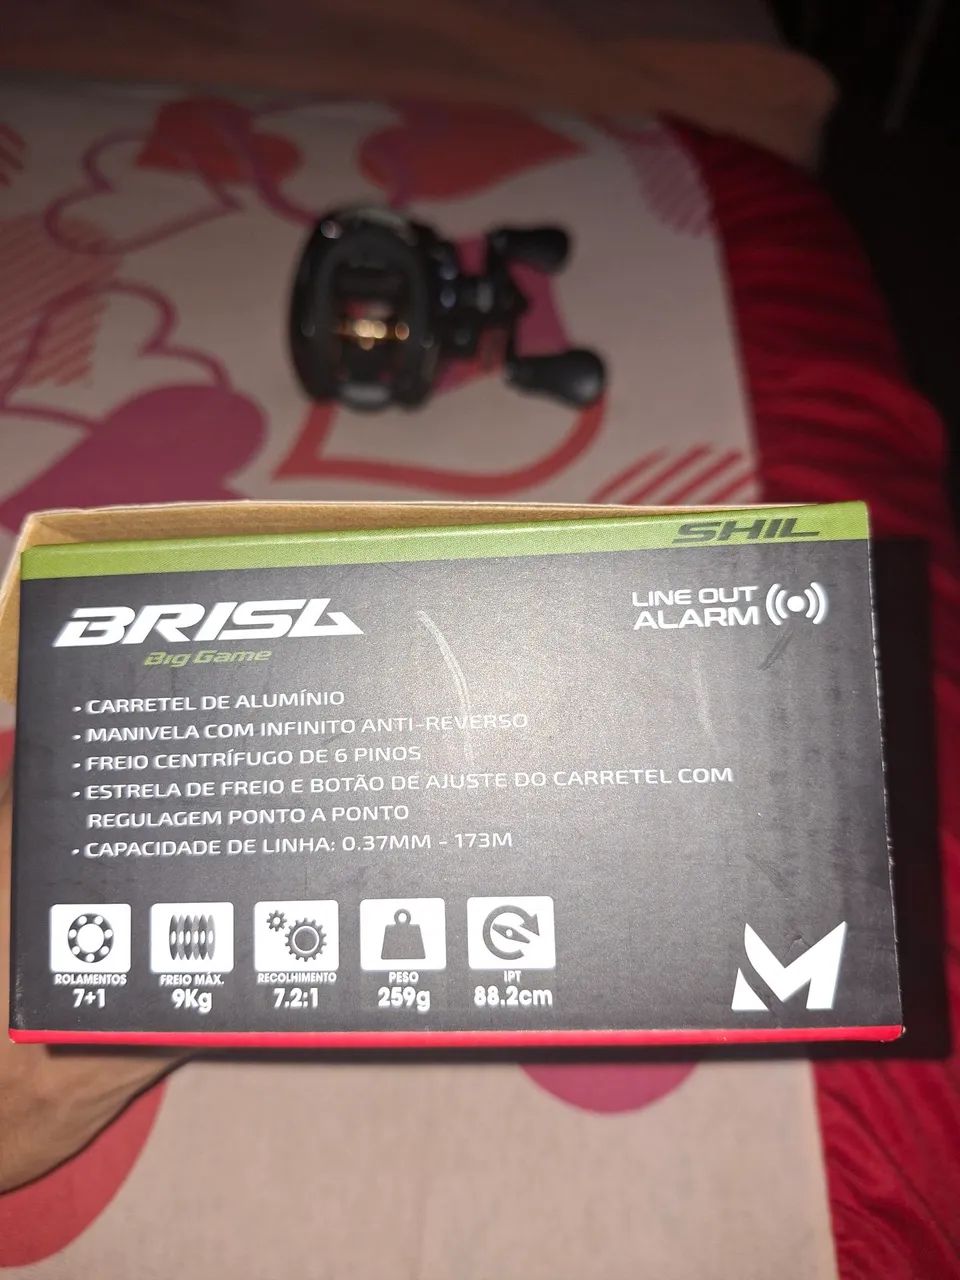 SHIL
BRISA
Big Game
LINE OUT
ALARM
• CARRETEL DE ALUMÍNIO
• MANIVELA COM INFINITO ANTI-REVERSO
• FREIO CENTRÍFUGO DE 6 PINOS
• ESTRELA DE FREIO E BOTÃO DE AJUSTE DO CARRETEL COM
REGULAGEM PONTO A PONTO
• CAPACIDADE DE LINHA: 0.37MM - 173M
ROLAMENTOS
7+1
FREIO MÁX.
9Kg
RECOLHIMENTO
7.2:1
PESO
259g
IPT
88.2cm
M